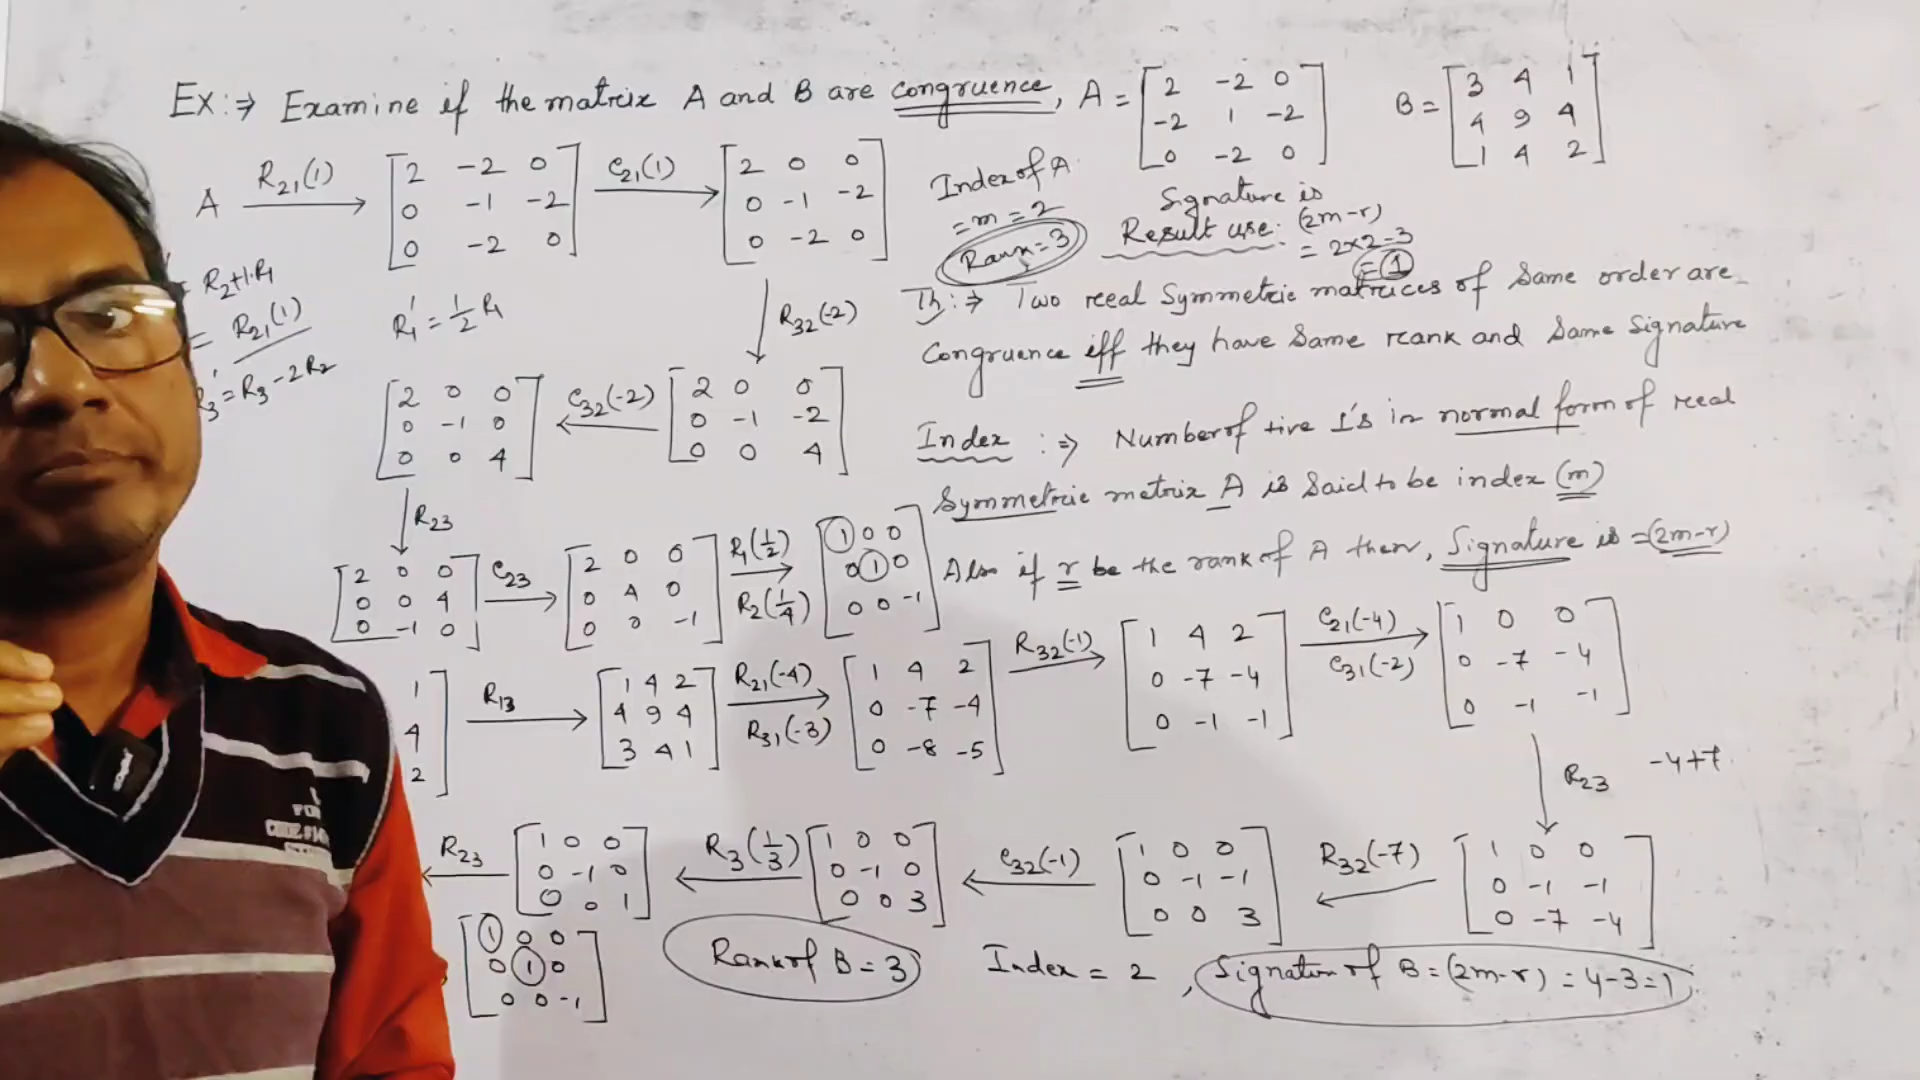 Ex:⇒ Examine if the matrix A and B are congruence, A = [2 -2 0; -2 1 -2; 0 -2 0] B = [3 4 1; 4 9 4; 1 4 2]
A R21(1) → [2 -2 0; 0 -1 -2; 0 -2 0] C21(1) → [2 0 0; 0 -1 -2; 0 -2 0]
Index of A
= m = 2
Rank = 3
Signature is
Result use: (2m-r)
= 2×2-3
= 1
= R2+1.R1
= R21(1)
R3' = R3-2R2
R1' = 1/2 R1
↓ R32(-2)
[2 0 0; 0 -1 0; 0 0 4] ← C32(-2) [2 0 0; 0 -1 -2; 0 0 4]
↓ R23
[2 0 0; 0 0 4; 0 -1 0] C23 → [2 0 0; 0 4 0; 0 0 -1] R1(1/2) → R2(1/4) [1 0 0; 0 1 0; 0 0 -1]
Th:⇒ Two real Symmetric matrices of Same order are
Congruence iff they have Same rank and Same Signature
Index :⇒ Number of +ive 1's in normal form of real
Symmetric metrix A is Said to be index (m)
Also if r be the rank of A then, Signature is =(2m-r)
1 4 2] R13 → [1 4 2; 4 9 4; 3 4 1] R21(-4) → R31(-3) [1 4 2; 0 -7 -4; 0 -8 -5] R32(-1) → [1 4 2; 0 -7 -4; 0 -1 -1] C21(-4) → C31(-2) [1 0 0; 0 -7 -4; 0 -1 -1]
↓ R23 -4+7
← R23 [1 0 0; 0 -1 0; 0 0 1] ← R3(1/3) [1 0 0; 0 -1 0; 0 0 3] ← C32(-1) [1 0 0; 0 -1 -1; 0 0 3] ← R32(-7) [1 0 0; 0 -1 -1; 0 -7 -4]
[1 0 0; 0 1 0; 0 0 -1] Rank of B = 3 Index = 2, Signature of B = (2m-r) = 4-3=1